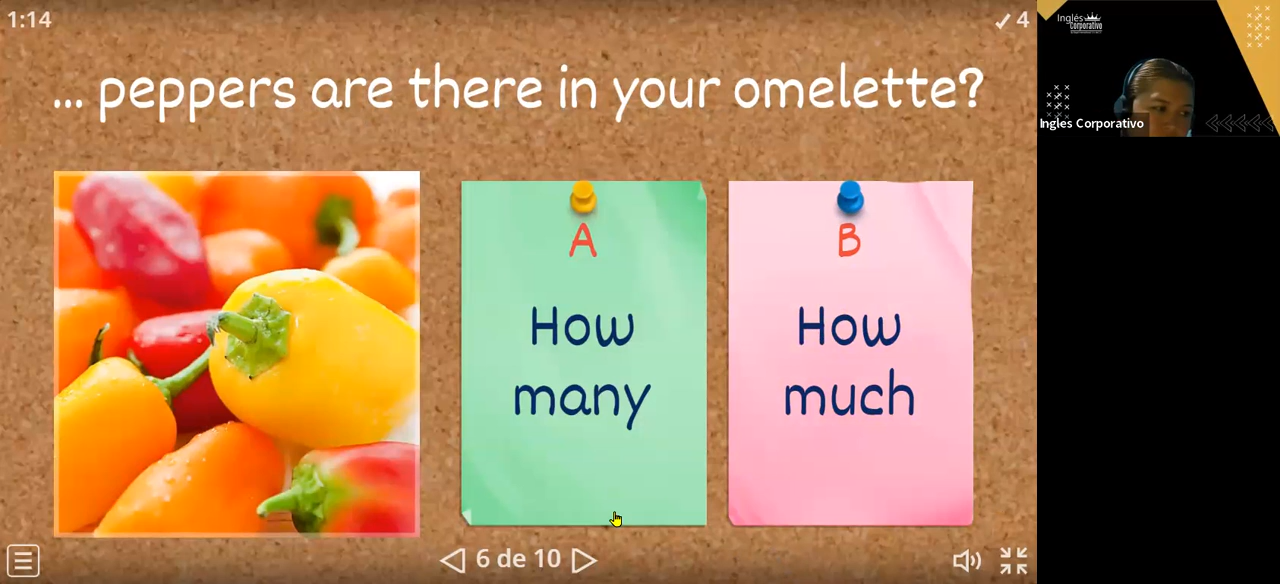 1:14
✓ 4
... peppers are there in your omelette?
A
How
many
B
How
much
6 de 10
Inglés
Corporativo
Ingles Corporativo